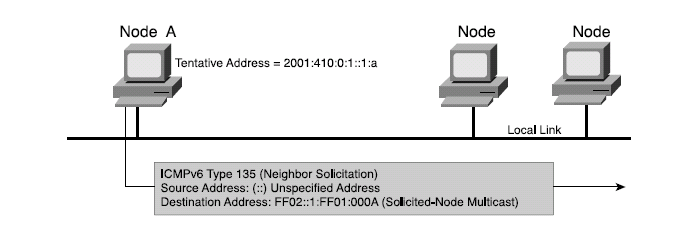 Node A
Node
Node
Tentative Address = 2001:410:0:1::1:a
Local Link
ICMPv6 Type 135 (Neighbor Solicitation)
Source Address: (::) Unspecified Address
Destination Address: FF02::1:FF01:000A (Solicited-Node Multicast)